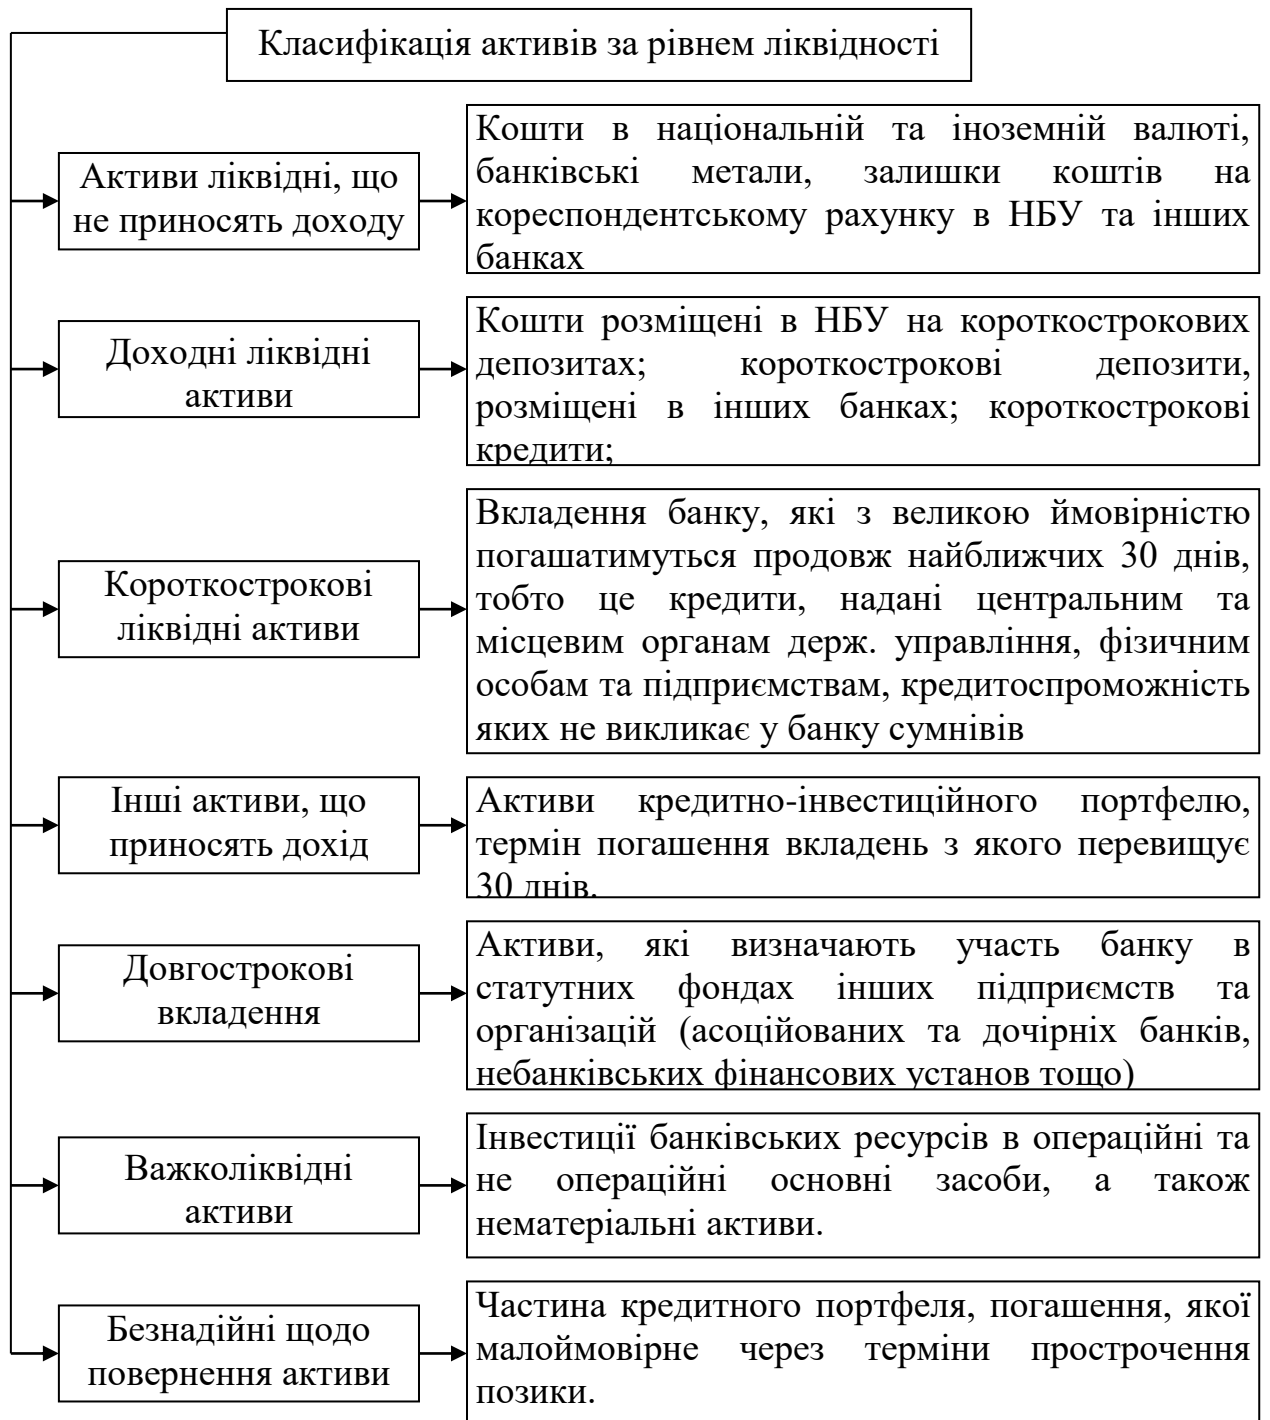 Класифікація активів за рівнем ліквідності
Активи ліквідні, що
не приносять доходу
Кошти в національній та іноземній валюті,
банківські метали, залишки коштів на
кореспондентському рахунку в НБУ та інших
банках
Доходні ліквідні
активи
Кошти розміщені в НБУ на короткострокових
депозитах; короткострокові депозити,
розміщені в інших банках; короткострокові
кредити;
Короткострокові
ліквідні активи
Вкладення банку, які з великою ймовірністю
погашатимуться продовж найближчих 30 днів,
тобто це кредити, надані центральним та
місцевим органам держ. управління, фізичним
особам та підприємствам, кредитоспроможність
яких не викликає у банку сумнівів
Інші активи, що
приносять дохід
Активи кредитно-інвестиційного портфелю,
термін погашення вкладень з якого перевищує
30 днів.
Довгострокові
вкладення
Активи, які визначають участь банку в
статутних фондах інших підприємств та
організацій (асоційованих та дочірніх банків,
небанківських фінансових установ тощо)
Важколіквідні
активи
Інвестиції банківських ресурсів в операційні та
не операційні основні засоби, а також
нематеріальні активи.
Безнадійні щодо
повернення активи
Частина кредитного портфеля, погашення, якої
малоймовірне через терміни прострочення
позики.